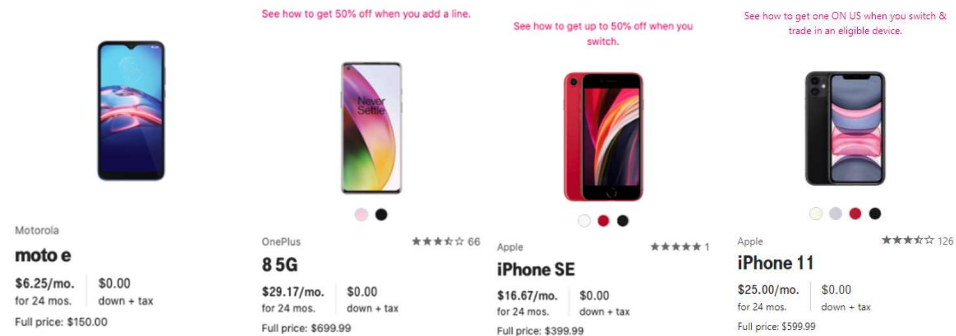 See how to get 50% off when you add a line.
Never
Settle
OnePlus
66
8 5G
$29.17/mo.
for 24 mos.
$0.00
down + tax
Full price: $699.99
Motorola
moto e
$6.25/mo.
for 24 mos.
$0.00
down + tax
Full price: $150.00
See how to get up to 50% off when you
switch.
Apple
1
iPhone SE
$16.67/mo.
for 24 mos.
$0.00
down + tax
Full price: $399.99
See how to get one ON US when you switch &
trade in an eligible device.
Apple
126
iPhone 11
$25.00/mo.
for 24 mos.
$0.00
down + tax
Full price: $599.99